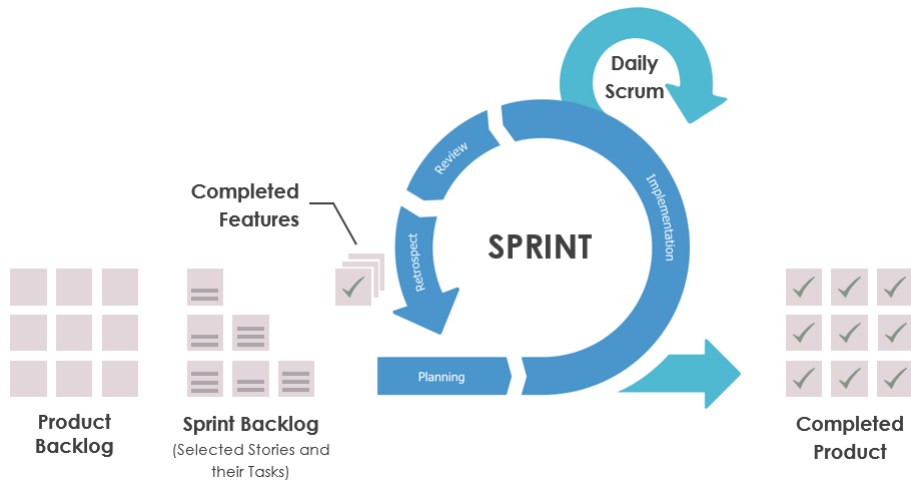 Daily
Scrum
Review
Implementation
Completed
Features
SPRINT
Retrospect
Planning
Product
Backlog
Sprint Backlog
(Selected Stories and
their Tasks)
Completed
Product